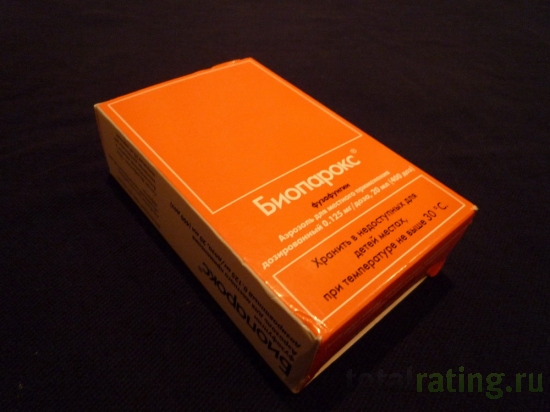 Биопарокс®
Фузофунгин
Аэрозоль для местного применения
дозированный 0,125 мг/доза, 20 мл (400 доз)
Хранить в недоступных для
детей местах,
при температуре не выше 30 °C.
Биопарокс®
totalrating.ru